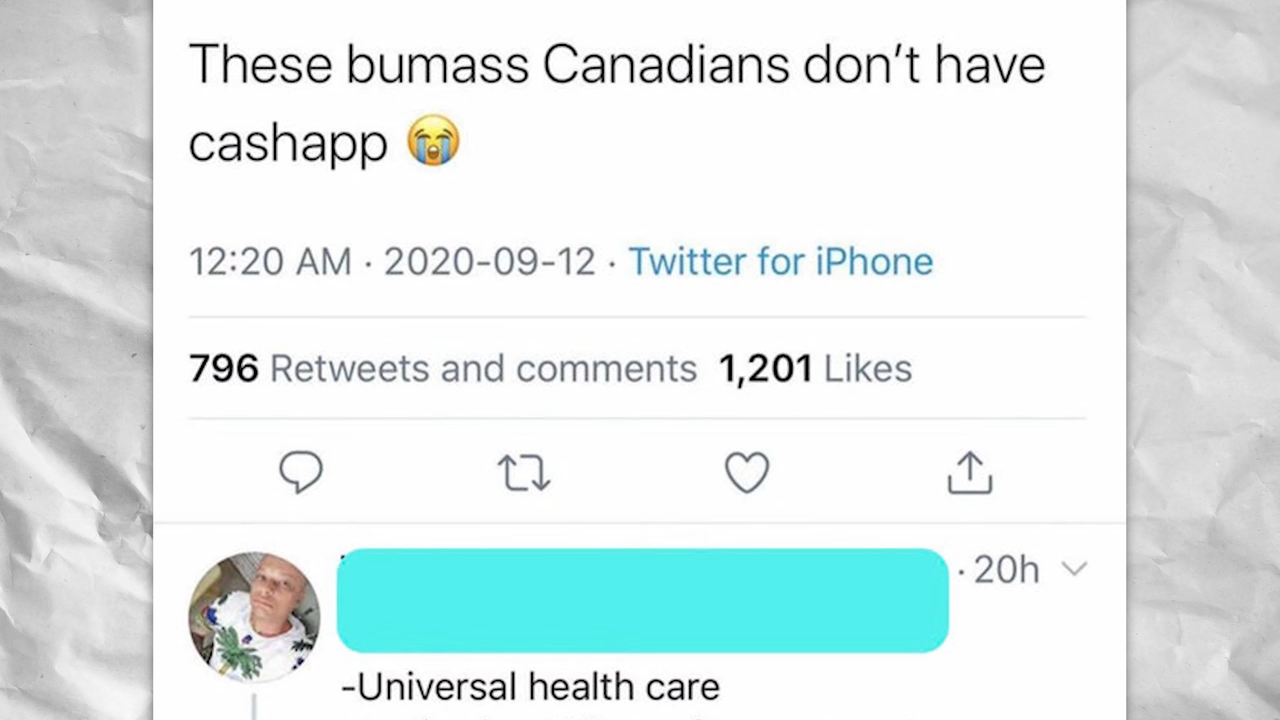 These bumass Canadians don’t have
cashapp 😭
12:20 AM · 2020-09-12 · Twitter for iPhone
796 Retweets and comments 1,201 Likes
· 20h
-Universal health care